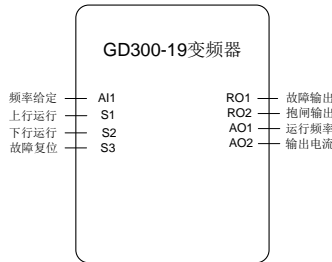 GD300-19变频器
频率给定 AI1 RO1 故障输出
上行运行 S1 RO2 抱闸输出
下行运行 S2 AO1 运行频率
故障复位 S3 AO2 输出电流